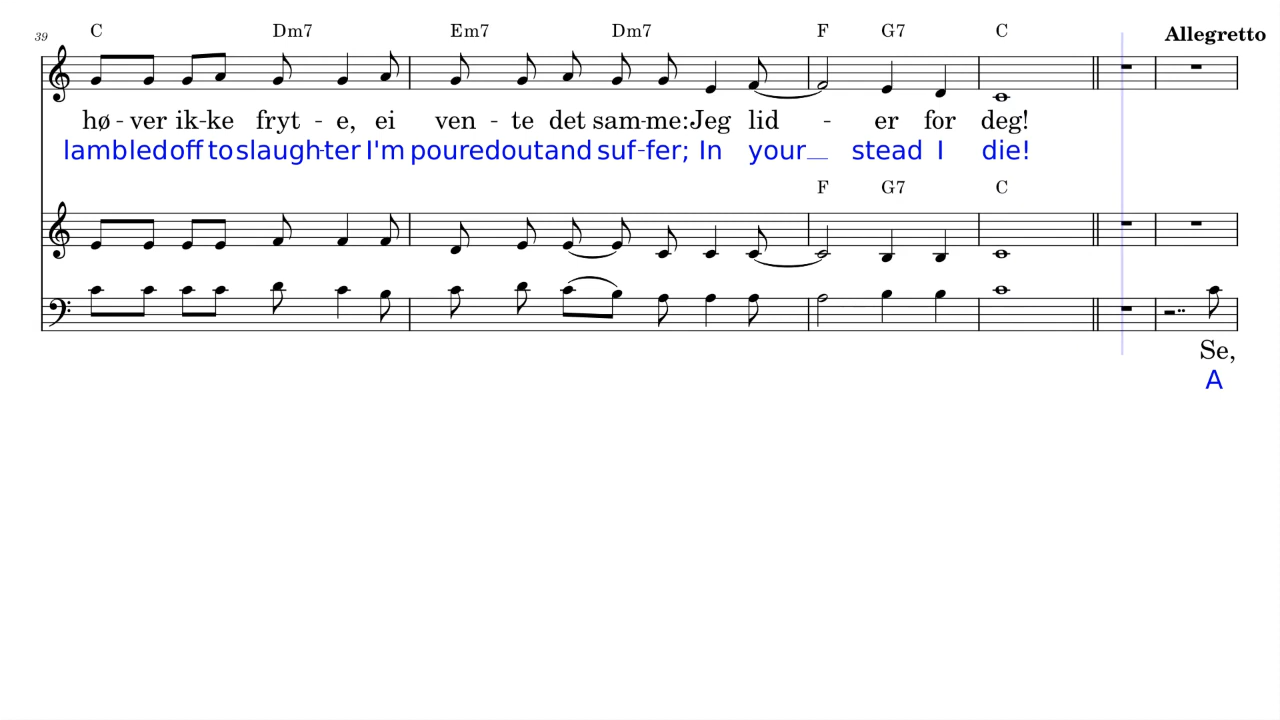 39 C Dm7 Em7 Dm7 F G7 C Allegretto
hø - ver ik-ke fryt - e, ei ven - te det sam-me: Jeg lid - er for deg!
lamb led off to slaugh-ter I'm poured out and suf-fer; In your_ stead I die!
F G7 C
Se,
A